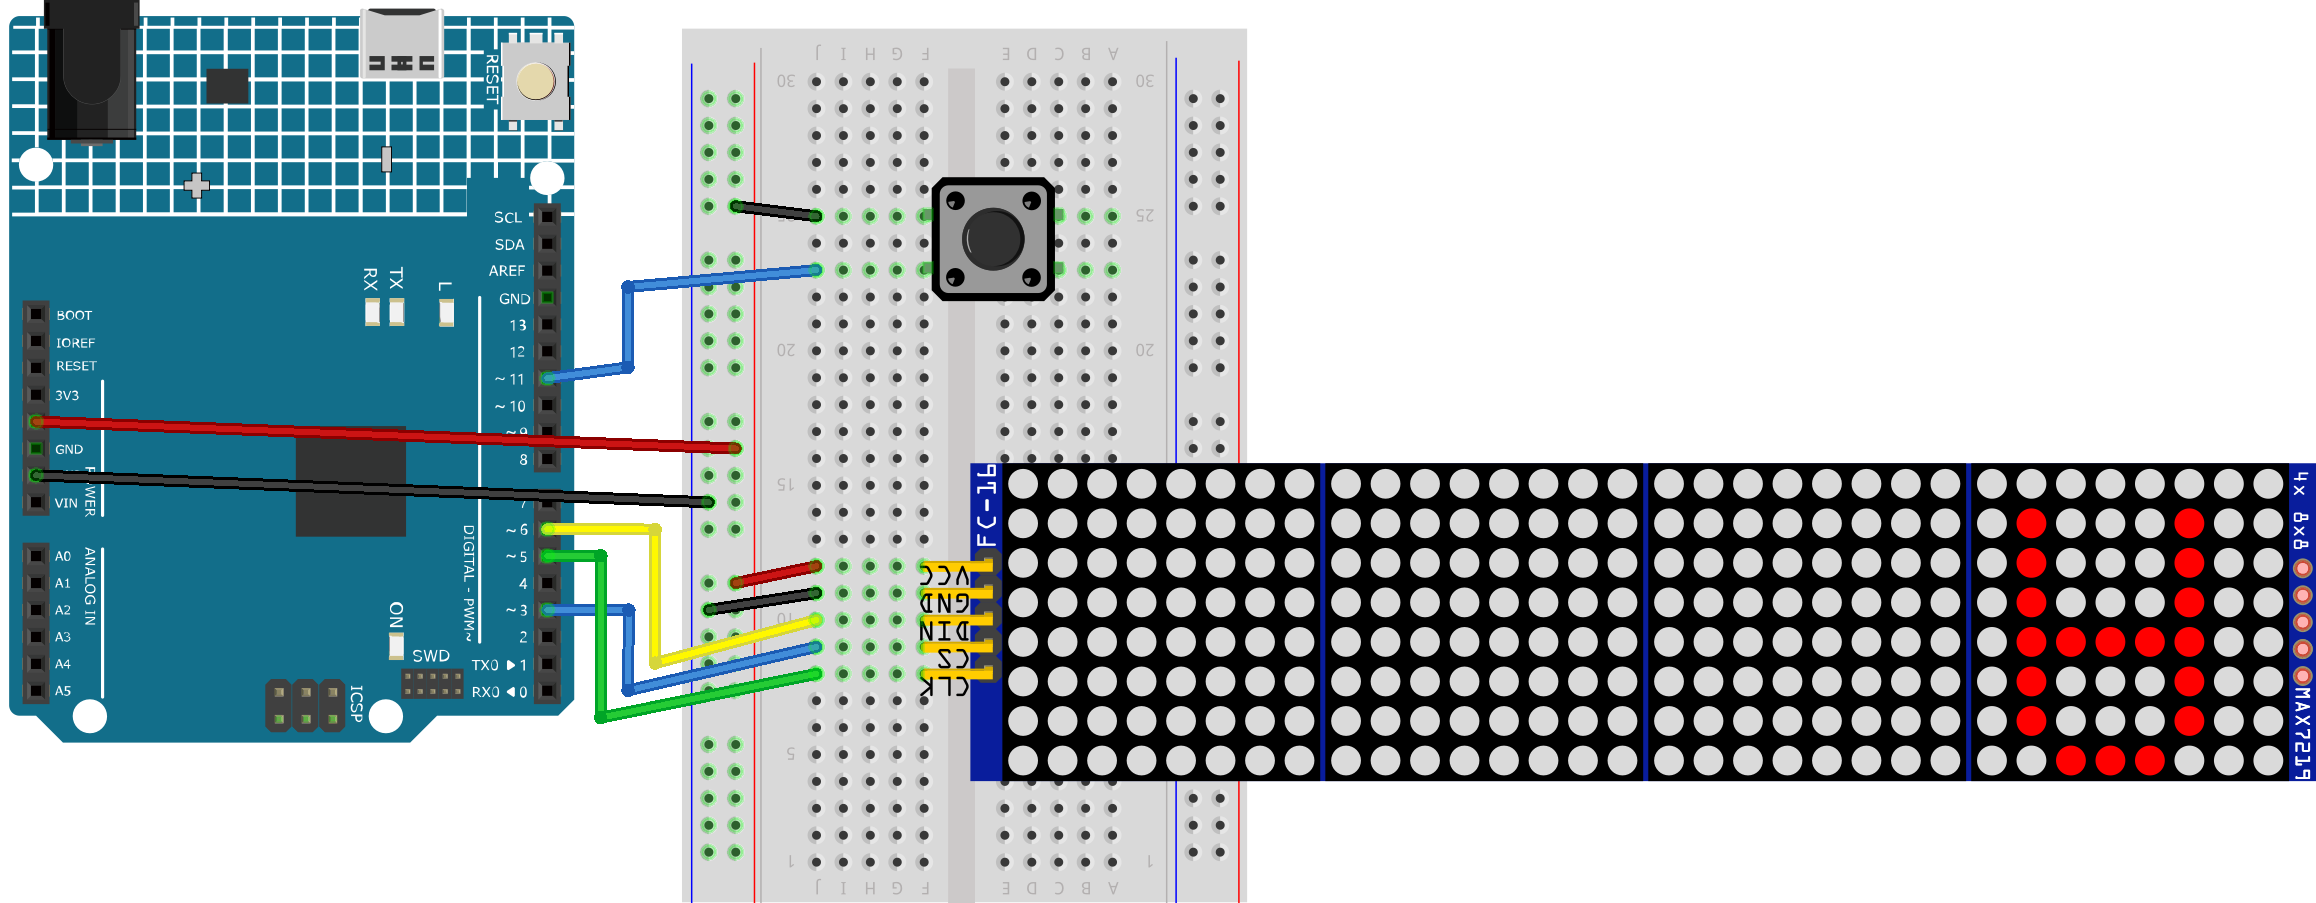 RESET
SCL
SDA
AREF
GND
13
12
~ 11
~ 10
~ 9
8
7
~ 6
~ 5
4
~ 3
2
TX0 ▶ 1
RX0 ◀ 0
RX
TX
L
BOOT
IOREF
RESET
3V3
GND
VIN
POWER
A0
A1
A2
A3
A4
A5
ANALOG IN
DIGITAL - PWM~
ON
SWD
ICSP
J I H G F E D C B A
30 30
25
20 20
15
10
5
1 1
J I H G F E D C B A
FC-16
VCC
GND
DIN
CS
CLK
4x 8x8
MAX7219